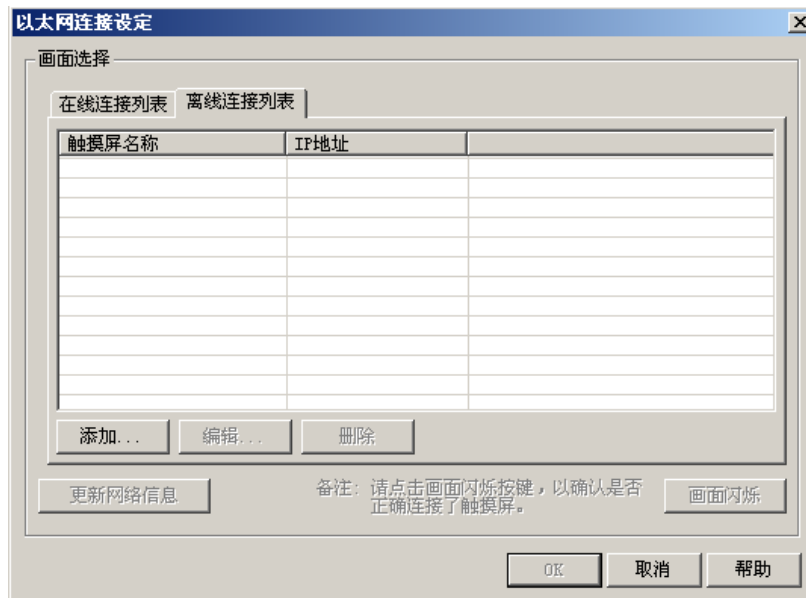 以太网连接设定
画面选择
在线连接列表 离线连接列表
触摸屏名称 IP地址
添加... 编辑... 删除
更新网络信息 备注: 请点击画面闪烁按键，以确认是否 画面闪烁
正确连接了触摸屏。
OK 取消 帮助